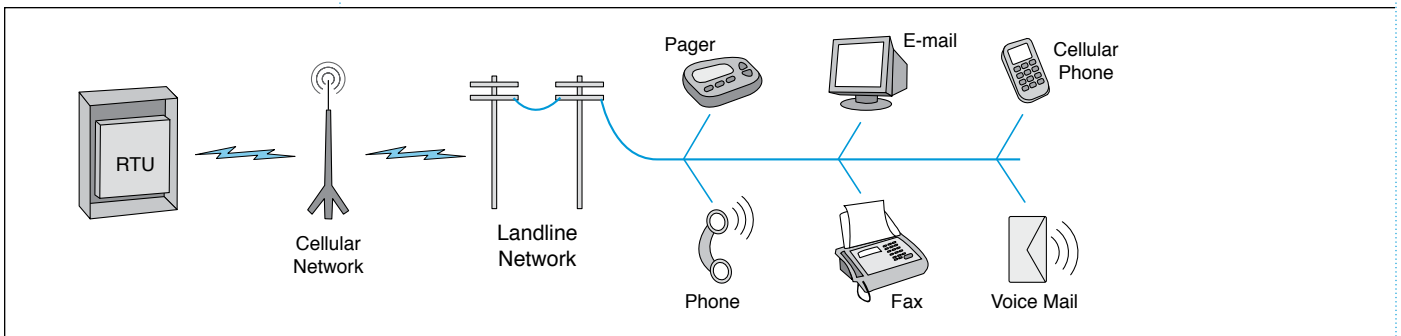 RTU
Cellular
Network
Landline
Network
Pager
E-mail
Cellular
Phone
Phone
Fax
Voice Mail